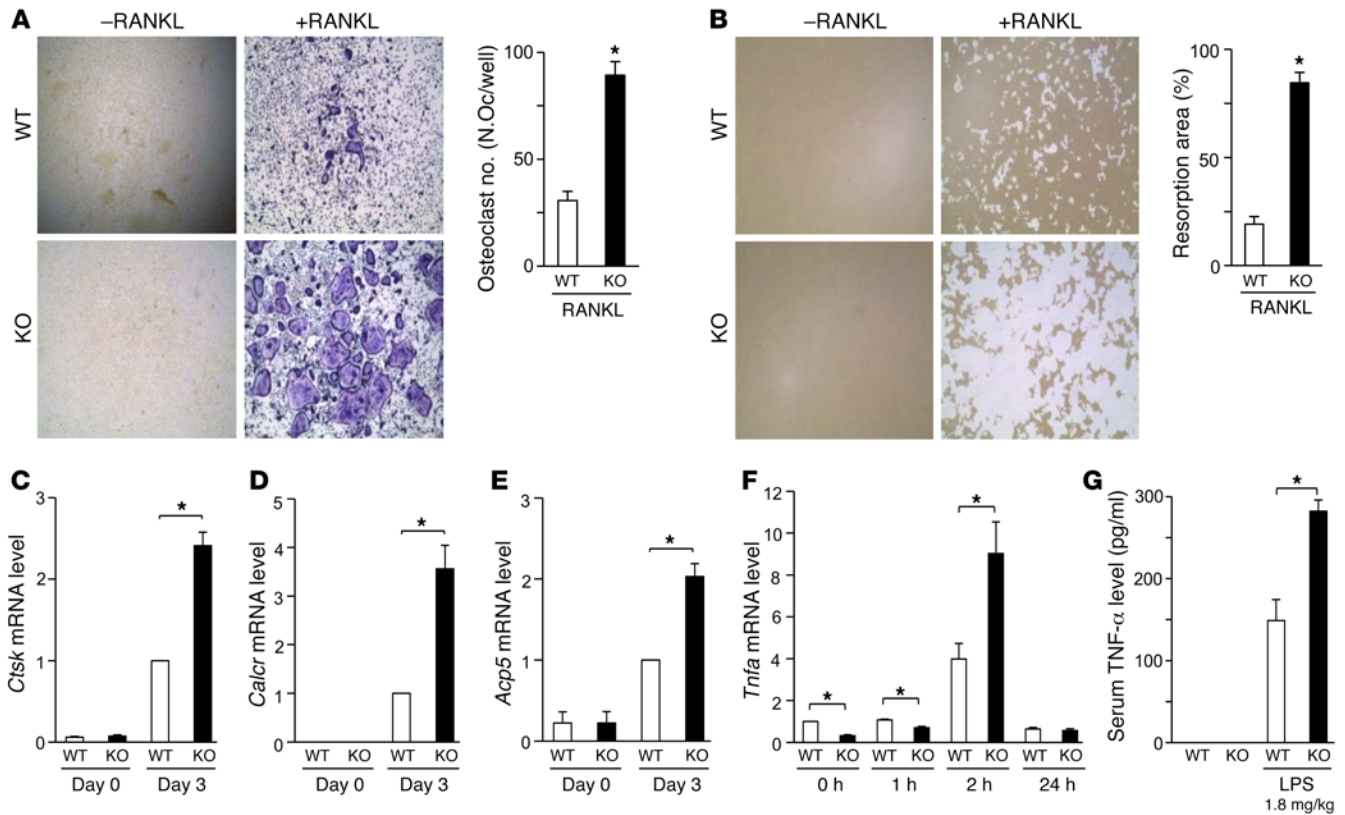 A
–RANKL
+RANKL
WT
KO
Osteoclast no. (N.Oc/well)
100
50
0
*
WT KO
RANKL
B
–RANKL
+RANKL
WT
KO
Resorption area (%)
100
50
0
*
WT KO
RANKL
C
Ctsk mRNA level
3
2
1
0
*
WT KO WT KO
Day 0 Day 3
D
Calcr mRNA level
5
4
3
2
1
0
*
WT KO WT KO
Day 3
E
Acp5 mRNA level
3
2
1
0
*
WT KO WT KO
Day 0 Day 3
F
Tnfa mRNA level
12
10
8
6
4
2
0
* * *
WT KO WT KO WT KO WT KO
0 h 1 h 2 h 24 h
G
Serum TNF-α level (pg/ml)
300
200
100
0
*
WT KO WT KO
LPS
1.8 mg/kg